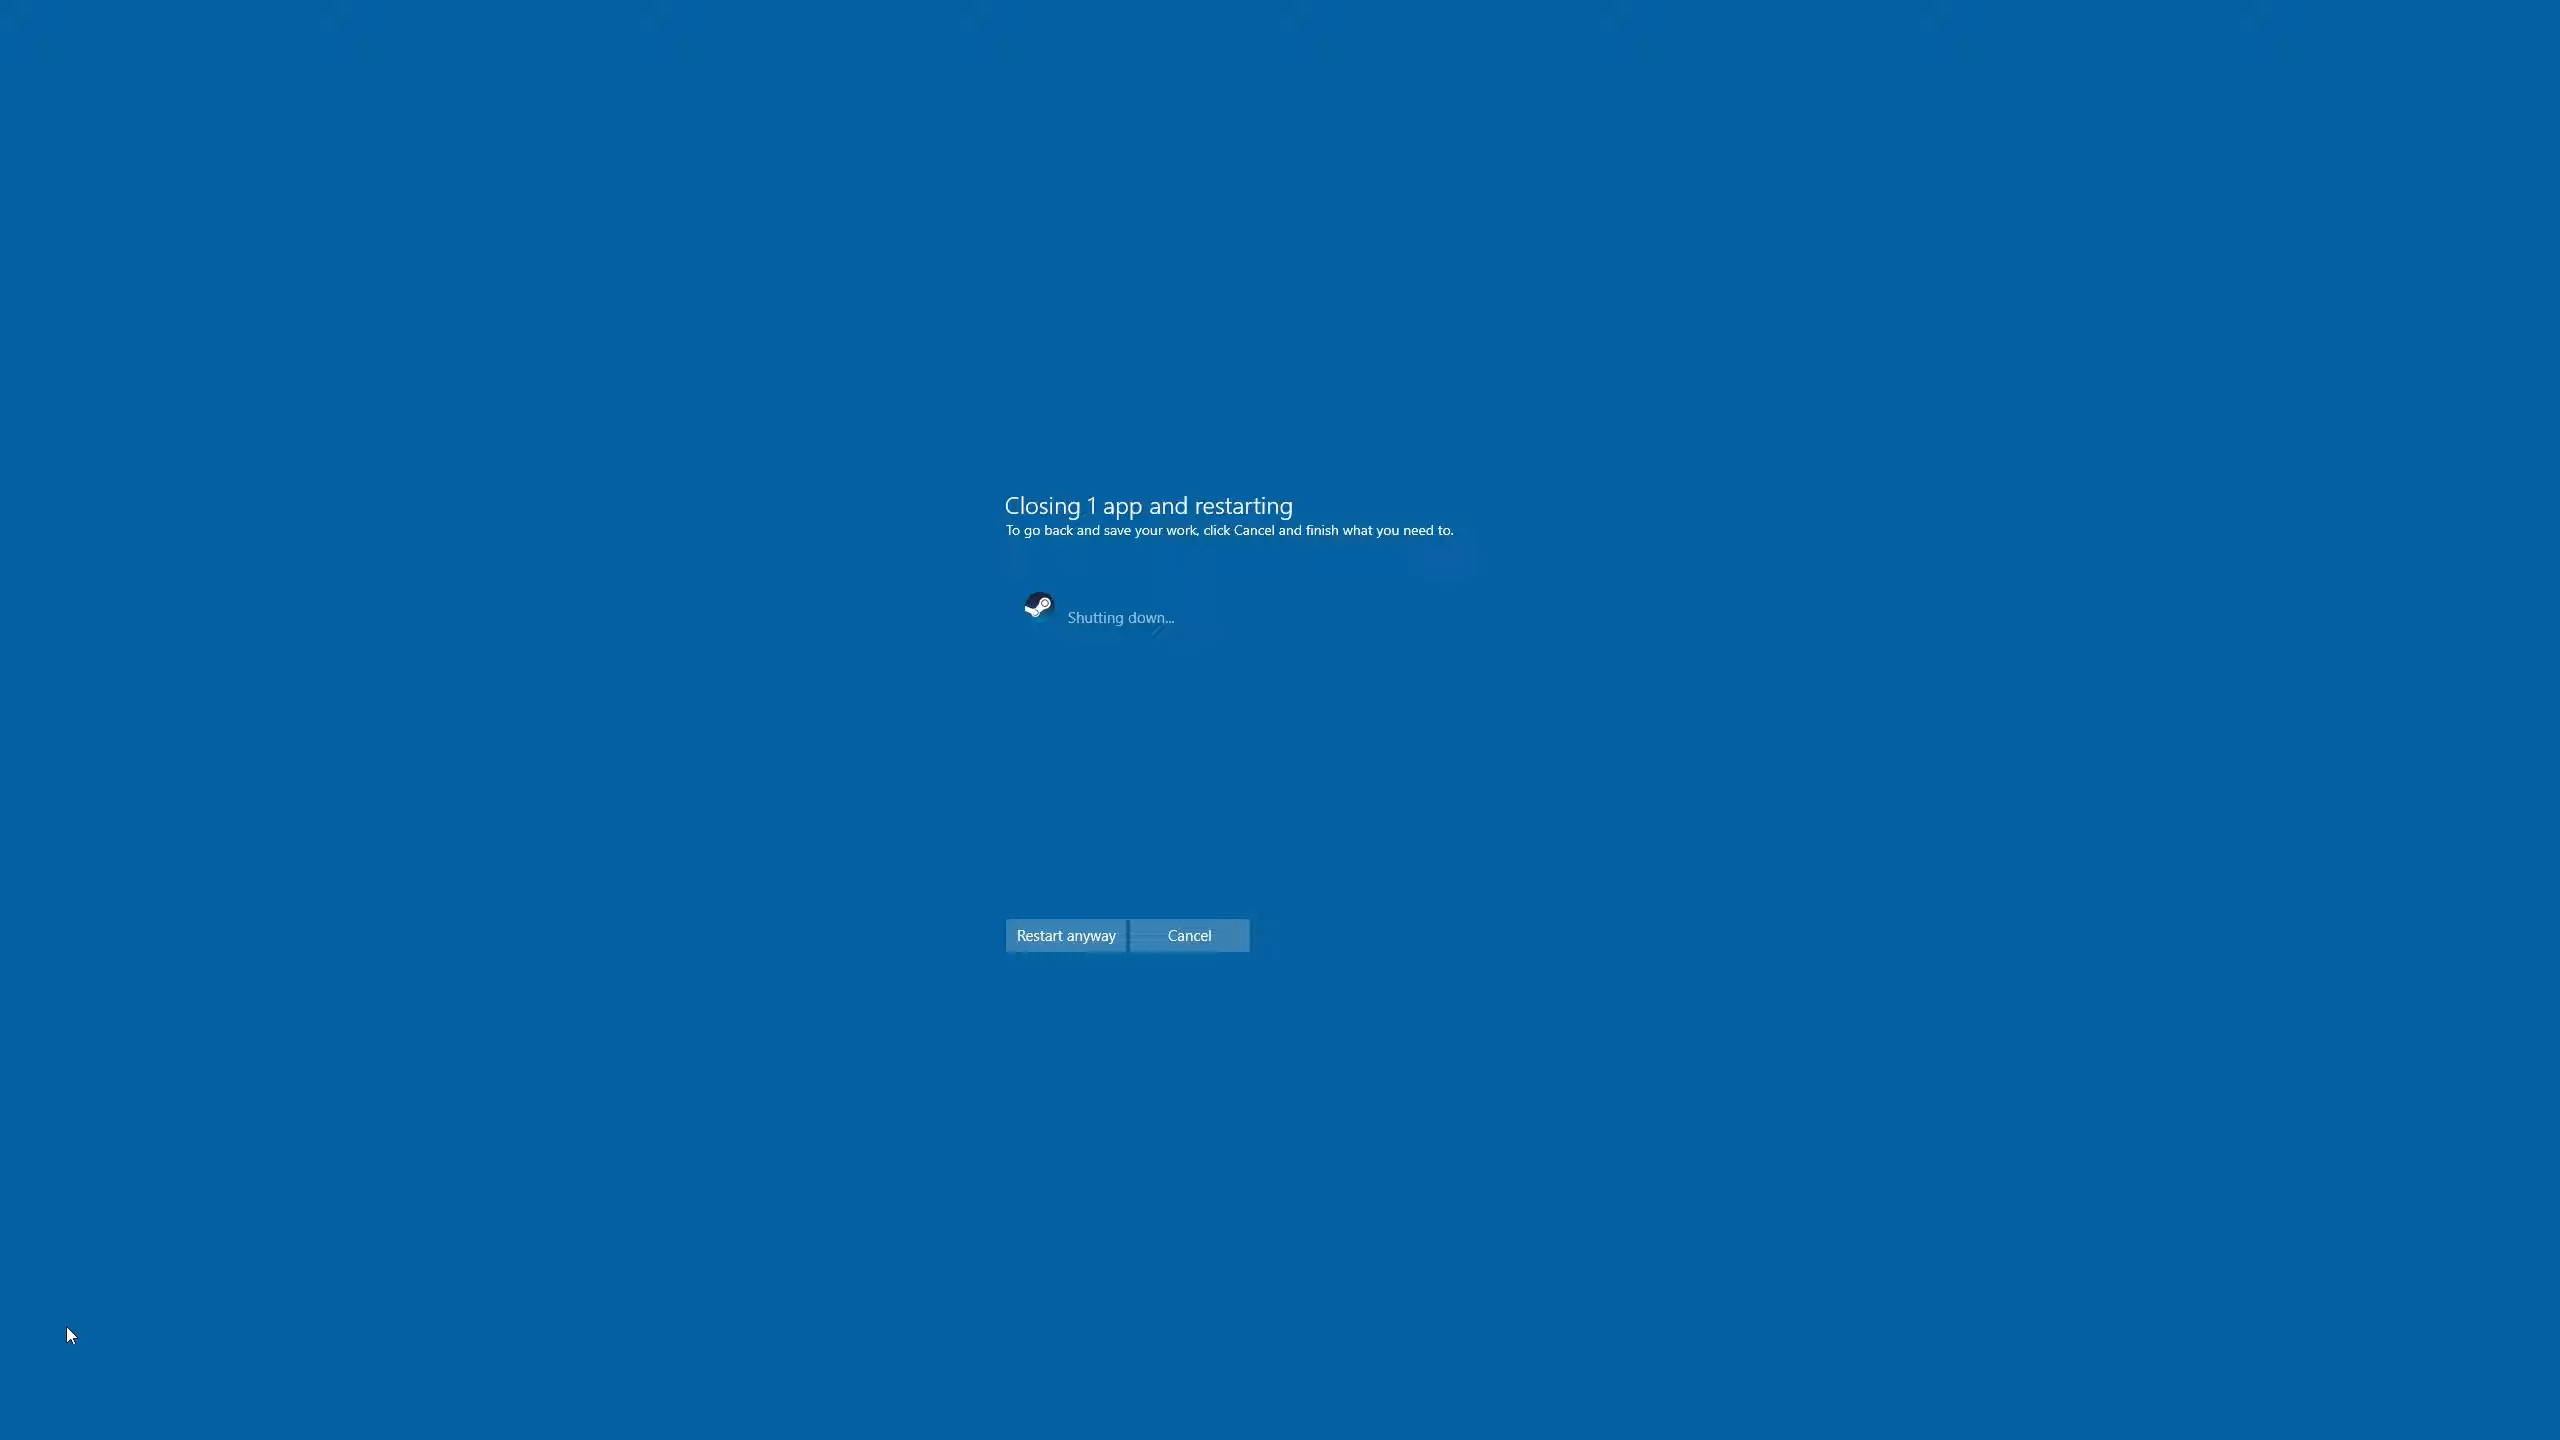 Closing 1 app and restarting
To go back and save your work, click Cancel and finish what you need to.
Shutting down...
Restart anyway
Cancel